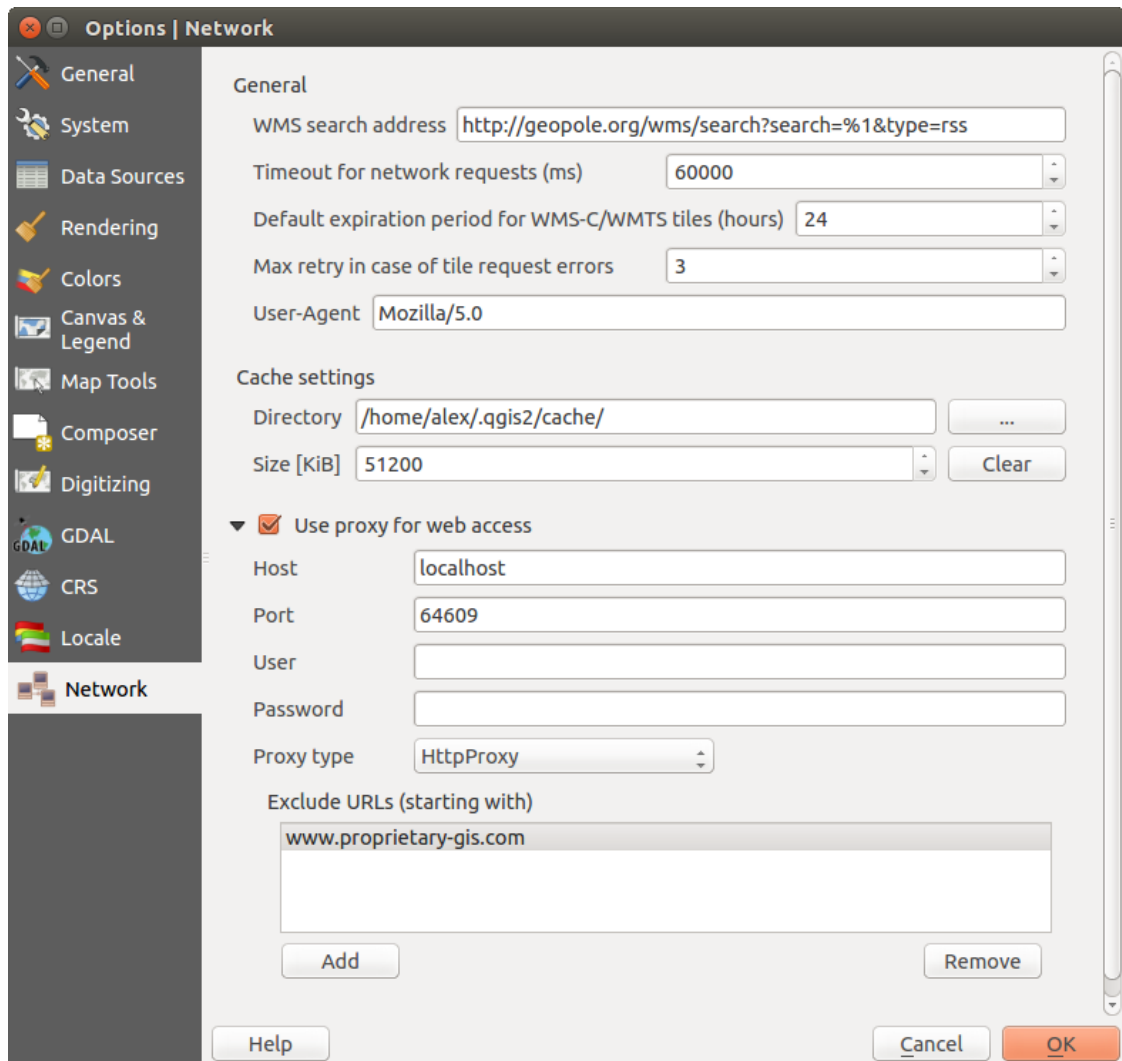 Options | Network
General
System
Data Sources
Rendering
Colors
Canvas &
Legend
Map Tools
Composer
Digitizing
GDAL
GDAL
CRS
Locale
Network
General
WMS search address http://geopole.org/wms/search?search=%1&type=rss
Timeout for network requests (ms) 60000
Default expiration period for WMS-C/WMTS tiles (hours) 24
Max retry in case of tile request errors 3
User-Agent Mozilla/5.0
Cache settings
Directory /home/alex/.qgis2/cache/ ...
Size [KiB] 51200 Clear
Use proxy for web access
Host localhost
Port 64609
User
Password
Proxy type HttpProxy
Exclude URLs (starting with)
www.proprietary-gis.com
Add Remove
Help Cancel OK